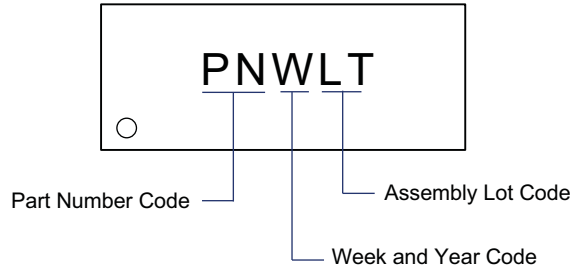 PNWLT
Part Number Code
Assembly Lot Code
Week and Year Code